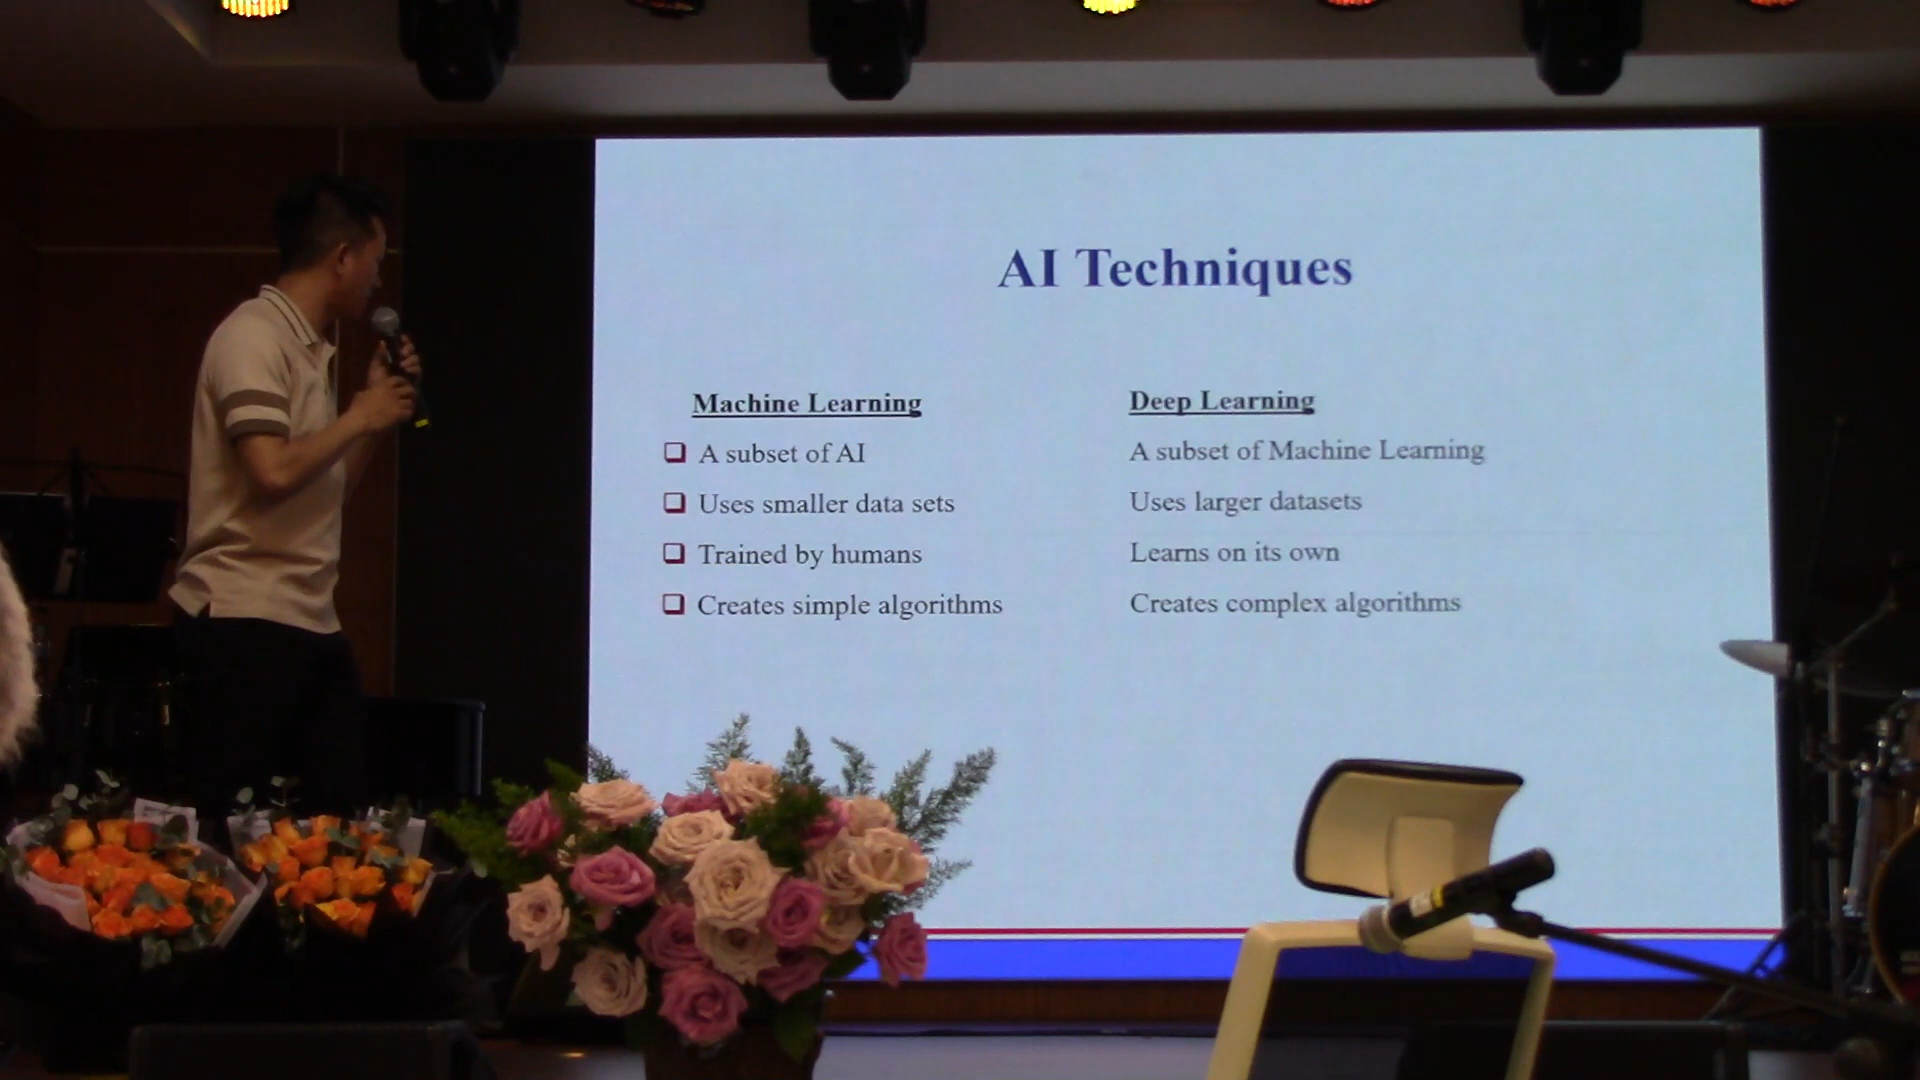 AI Techniques
Machine Learning
A subset of AI
Uses smaller data sets
Trained by humans
Creates simple algorithms
Deep Learning
A subset of Machine Learning
Uses larger datasets
Learns on its own
Creates complex algorithms